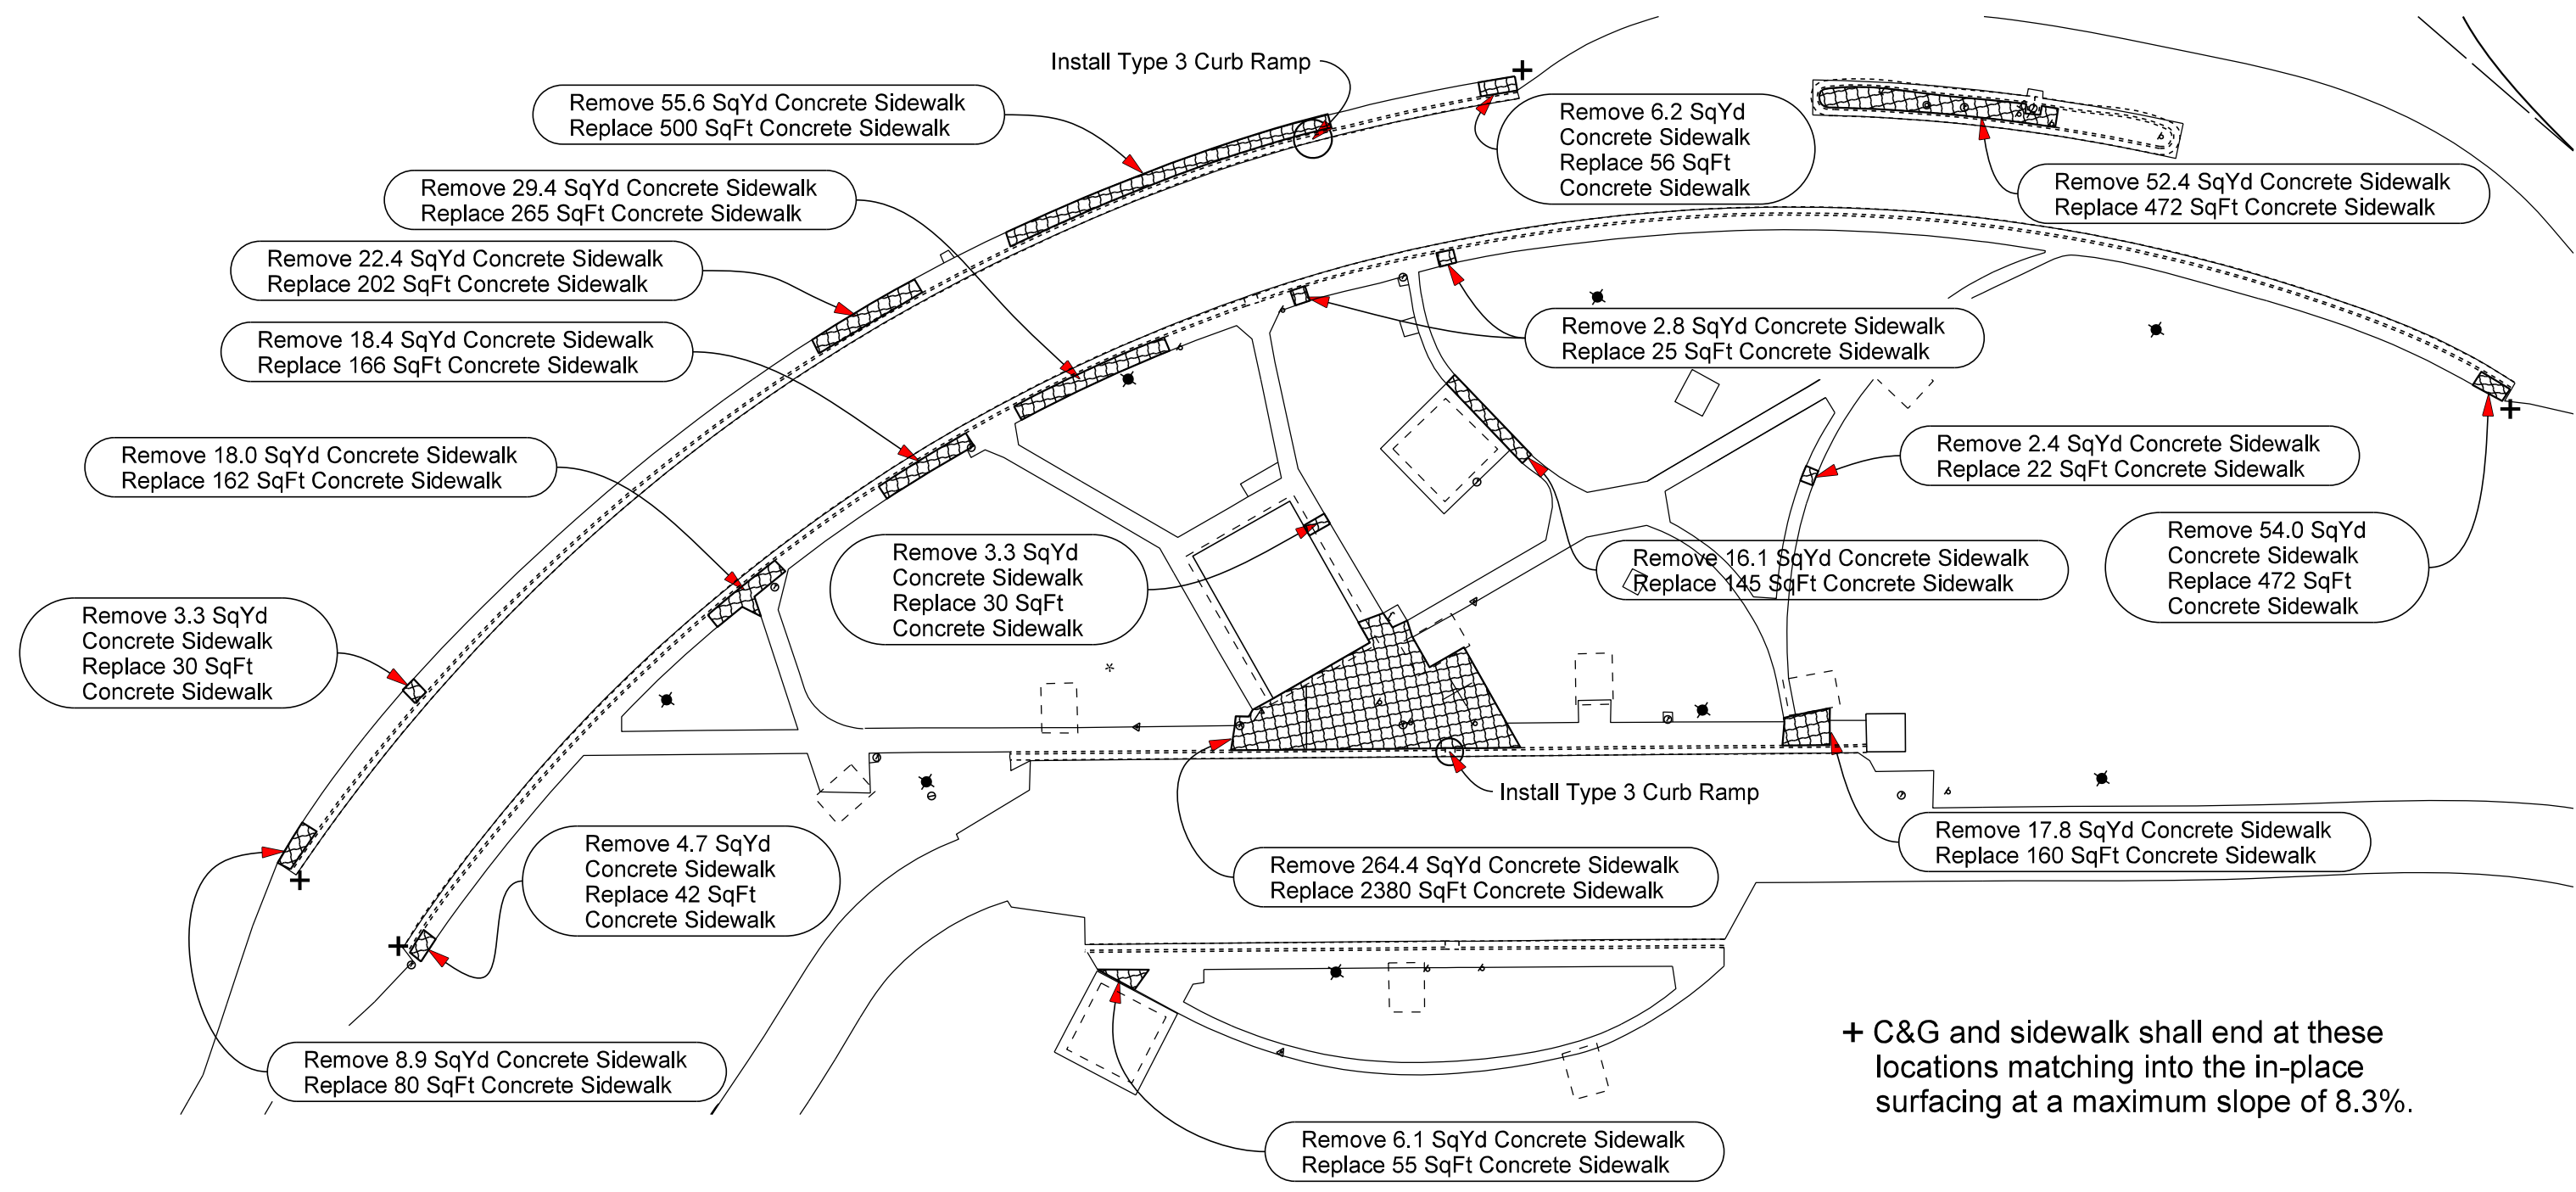 Install Type 3 Curb Ramp
Remove 55.6 SqYd Concrete Sidewalk
Replace 500 SqFt Concrete Sidewalk
Remove 6.2 SqYd
Concrete Sidewalk
Replace 56 SqFt
Concrete Sidewalk
Remove 52.4 SqYd Concrete Sidewalk
Replace 472 SqFt Concrete Sidewalk
Remove 29.4 SqYd Concrete Sidewalk
Replace 265 SqFt Concrete Sidewalk
Remove 22.4 SqYd Concrete Sidewalk
Replace 202 SqFt Concrete Sidewalk
Remove 18.4 SqYd Concrete Sidewalk
Replace 166 SqFt Concrete Sidewalk
Remove 2.8 SqYd Concrete Sidewalk
Replace 25 SqFt Concrete Sidewalk
Remove 18.0 SqYd Concrete Sidewalk
Replace 162 SqFt Concrete Sidewalk
Remove 2.4 SqYd Concrete Sidewalk
Replace 22 SqFt Concrete Sidewalk
Remove 3.3 SqYd
Concrete Sidewalk
Replace 30 SqFt
Concrete Sidewalk
Remove 16.1 SqYd Concrete Sidewalk
Replace 145 SqFt Concrete Sidewalk
Remove 54.0 SqYd
Concrete Sidewalk
Replace 472 SqFt
Concrete Sidewalk
Remove 3.3 SqYd
Concrete Sidewalk
Replace 30 SqFt
Concrete Sidewalk
Install Type 3 Curb Ramp
Remove 4.7 SqYd
Concrete Sidewalk
Replace 42 SqFt
Concrete Sidewalk
Remove 264.4 SqYd Concrete Sidewalk
Replace 2380 SqFt Concrete Sidewalk
Remove 17.8 SqYd Concrete Sidewalk
Replace 160 SqFt Concrete Sidewalk
Remove 8.9 SqYd Concrete Sidewalk
Replace 80 SqFt Concrete Sidewalk
+ C&G and sidewalk shall end at these
locations matching into the in-place
surfacing at a maximum slope of 8.3%.
Remove 6.1 SqYd Concrete Sidewalk
Replace 55 SqFt Concrete Sidewalk